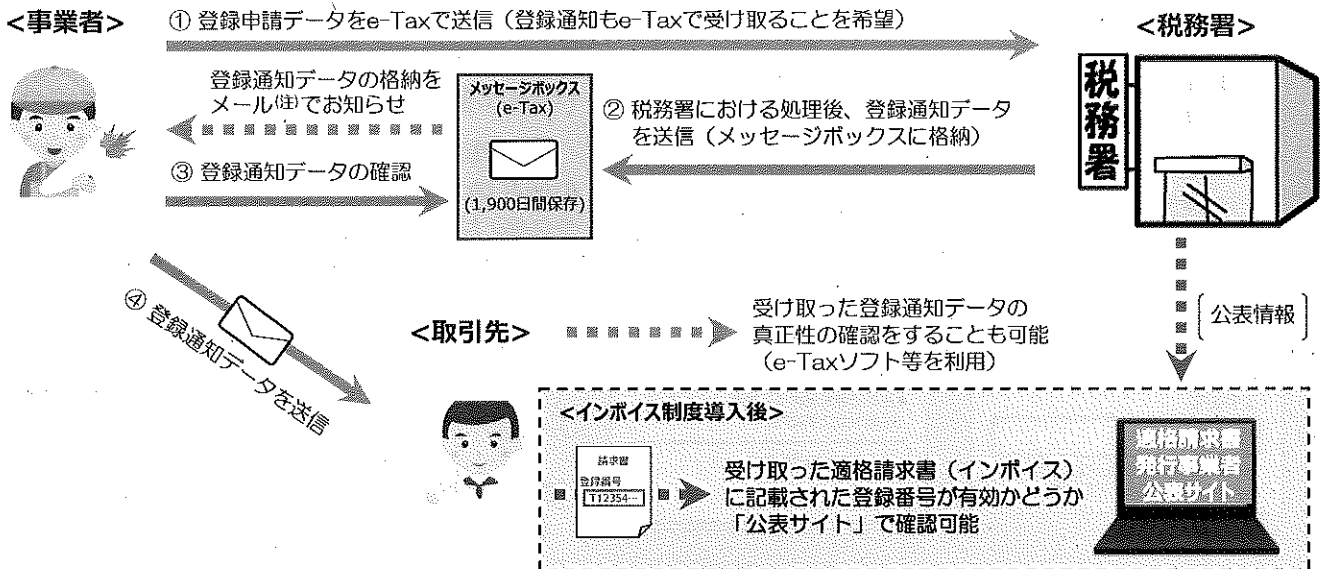 <事業者>
① 登録申請データをe-Taxで送信（登録通知もe-Taxで受け取ることを希望）
<税務署>
税務署
登録通知データの格納を
メール(注)でお知らせ
メッセージボックス
(e-Tax)
(1,900日間保存)
② 税務署における処理後、登録通知データ
を送信（メッセージボックスに格納）
③ 登録通知データの確認
④ 登録通知データを送信
<取引先>
受け取った登録通知データの
真正性の確認をすることも可能
（e-Taxソフト等を利用）
公表情報
<インボイス制度導入後>
請求書
登録番号
T12354…
受け取った適格請求書（インボイス）
に記載された登録番号が有効かどうか
「公表サイト」で確認可能
適格請求書
発行事業者
公表サイト